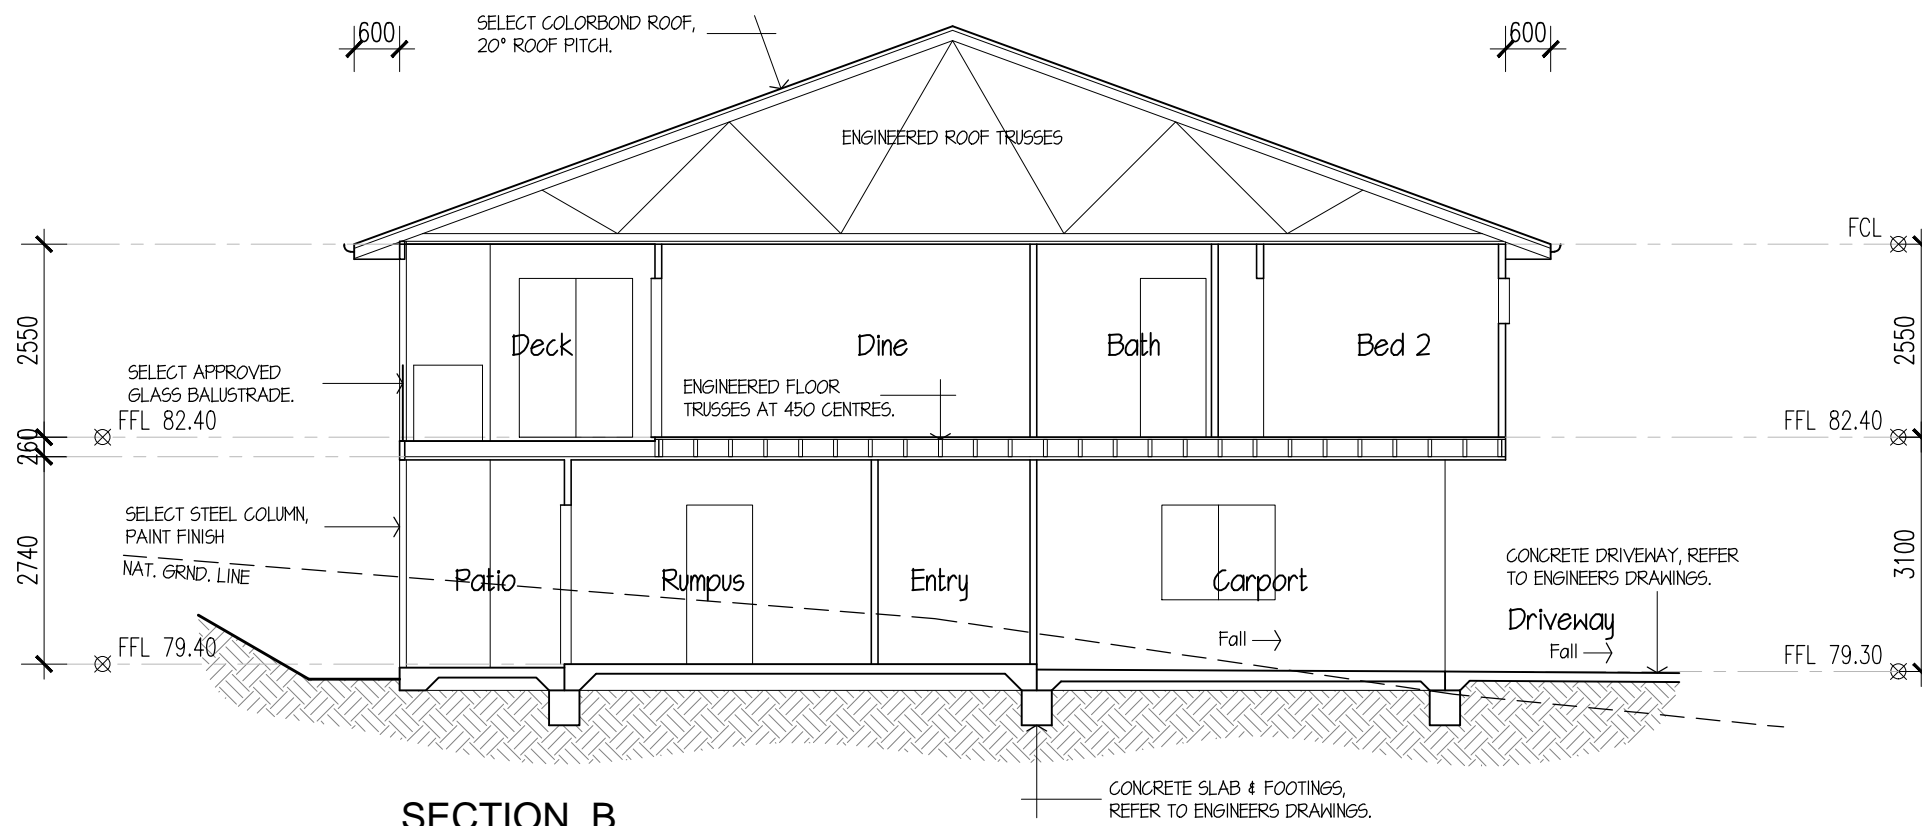 600
SELECT COLORBOND ROOF,
20° ROOF PITCH.
600
ENGINEERED ROOF TRUSSES
FCL
2550
Deck
Dine
Bath
Bed 2
2550
SELECT APPROVED
GLASS BALUSTRADE.
ENGINEERED FLOOR
TRUSSES AT 450 CENTRES.
FFL 82.40
FFL 82.40
260
SELECT STEEL COLUMN,
PAINT FINISH
2740
NAT. GRND. LINE
Patio
Rumpus
Entry
Carport
CONCRETE DRIVEWAY, REFER
TO ENGINEERS DRAWINGS.
3100
Driveway
Fall
Fall
FFL 79.40
FFL 79.30
CONCRETE SLAB & FOOTINGS,
REFER TO ENGINEERS DRAWINGS.
SECTION B